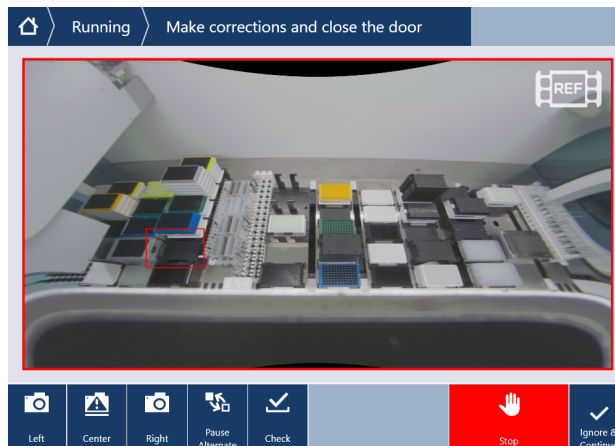 Running
Make corrections and close the door
REF
Left
Center
Right
Pause
Alternate
Check
Stop
Ignore &
Continue